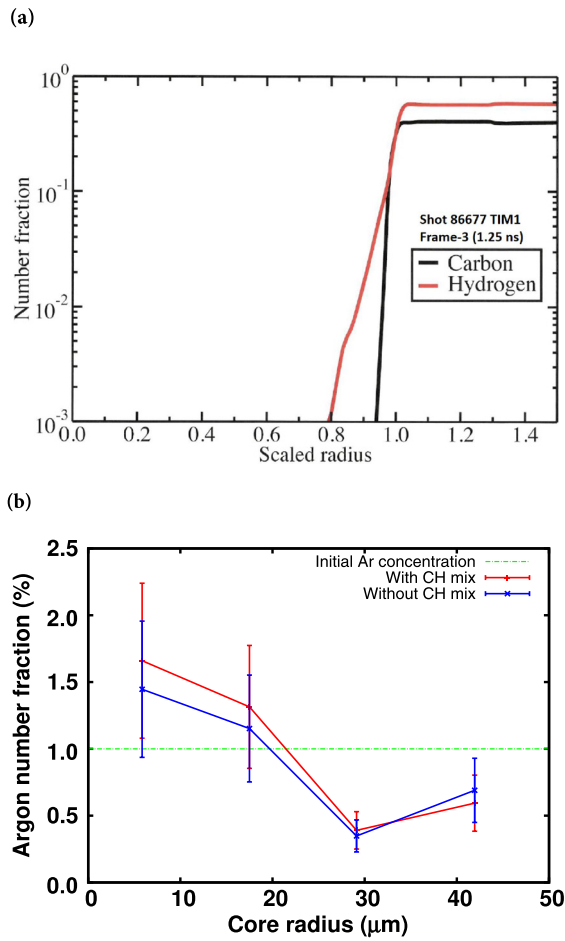 (a)
10^0
10^-1
10^-2
10^-3
Number fraction
Shot 86677 TIM1
Frame-3 (1.25 ns)
Carbon
Hydrogen
0.0 0.2 0.4 0.6 0.8 1.0 1.2 1.4
Scaled radius
(b)
2.5
2.0
1.5
1.0
0.5
0.0
Argon number fraction (%)
Initial Ar concentration
With CH mix
Without CH mix
0 10 20 30 40 50
Core radius (μm)